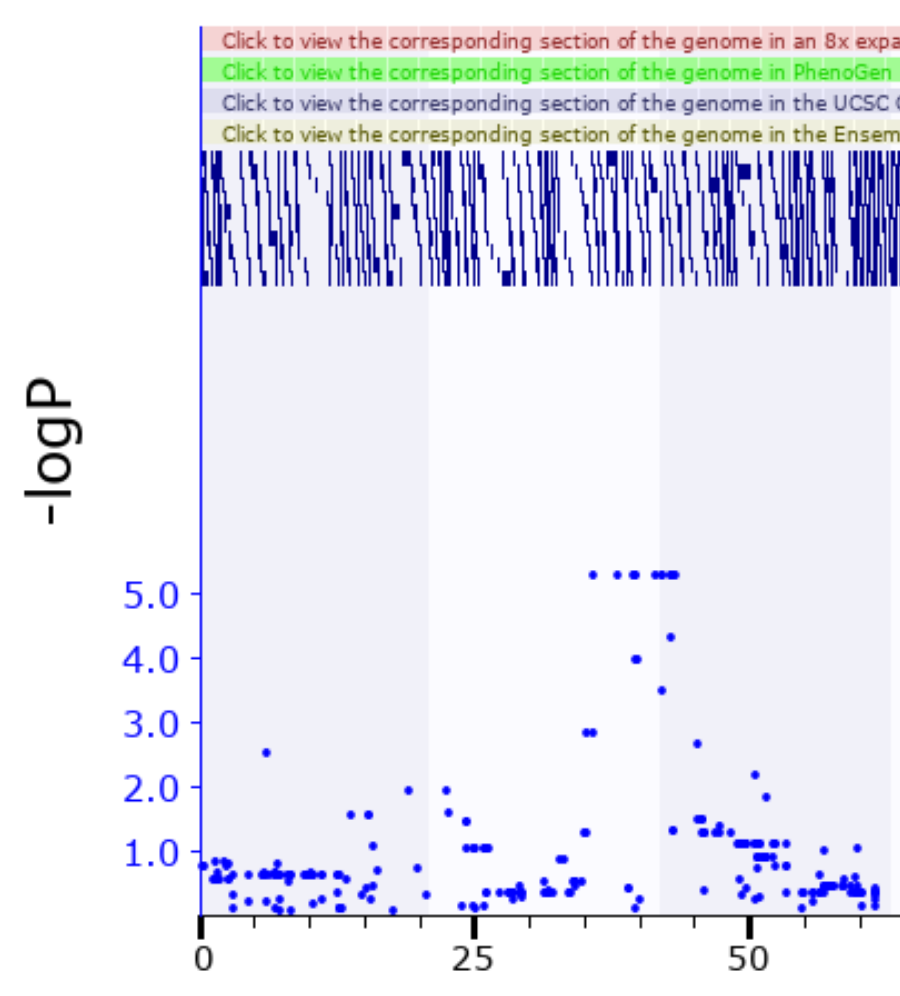 Click to view the corresponding section of the genome in an 8x
Click to view the corresponding section of the genome in PhenoGen
Click to view the corresponding section of the genome in the UCSC
Click to view the corresponding section of the genome in the
-logP
5.0
4.0
3.0
2.0
1.0
0 25 50